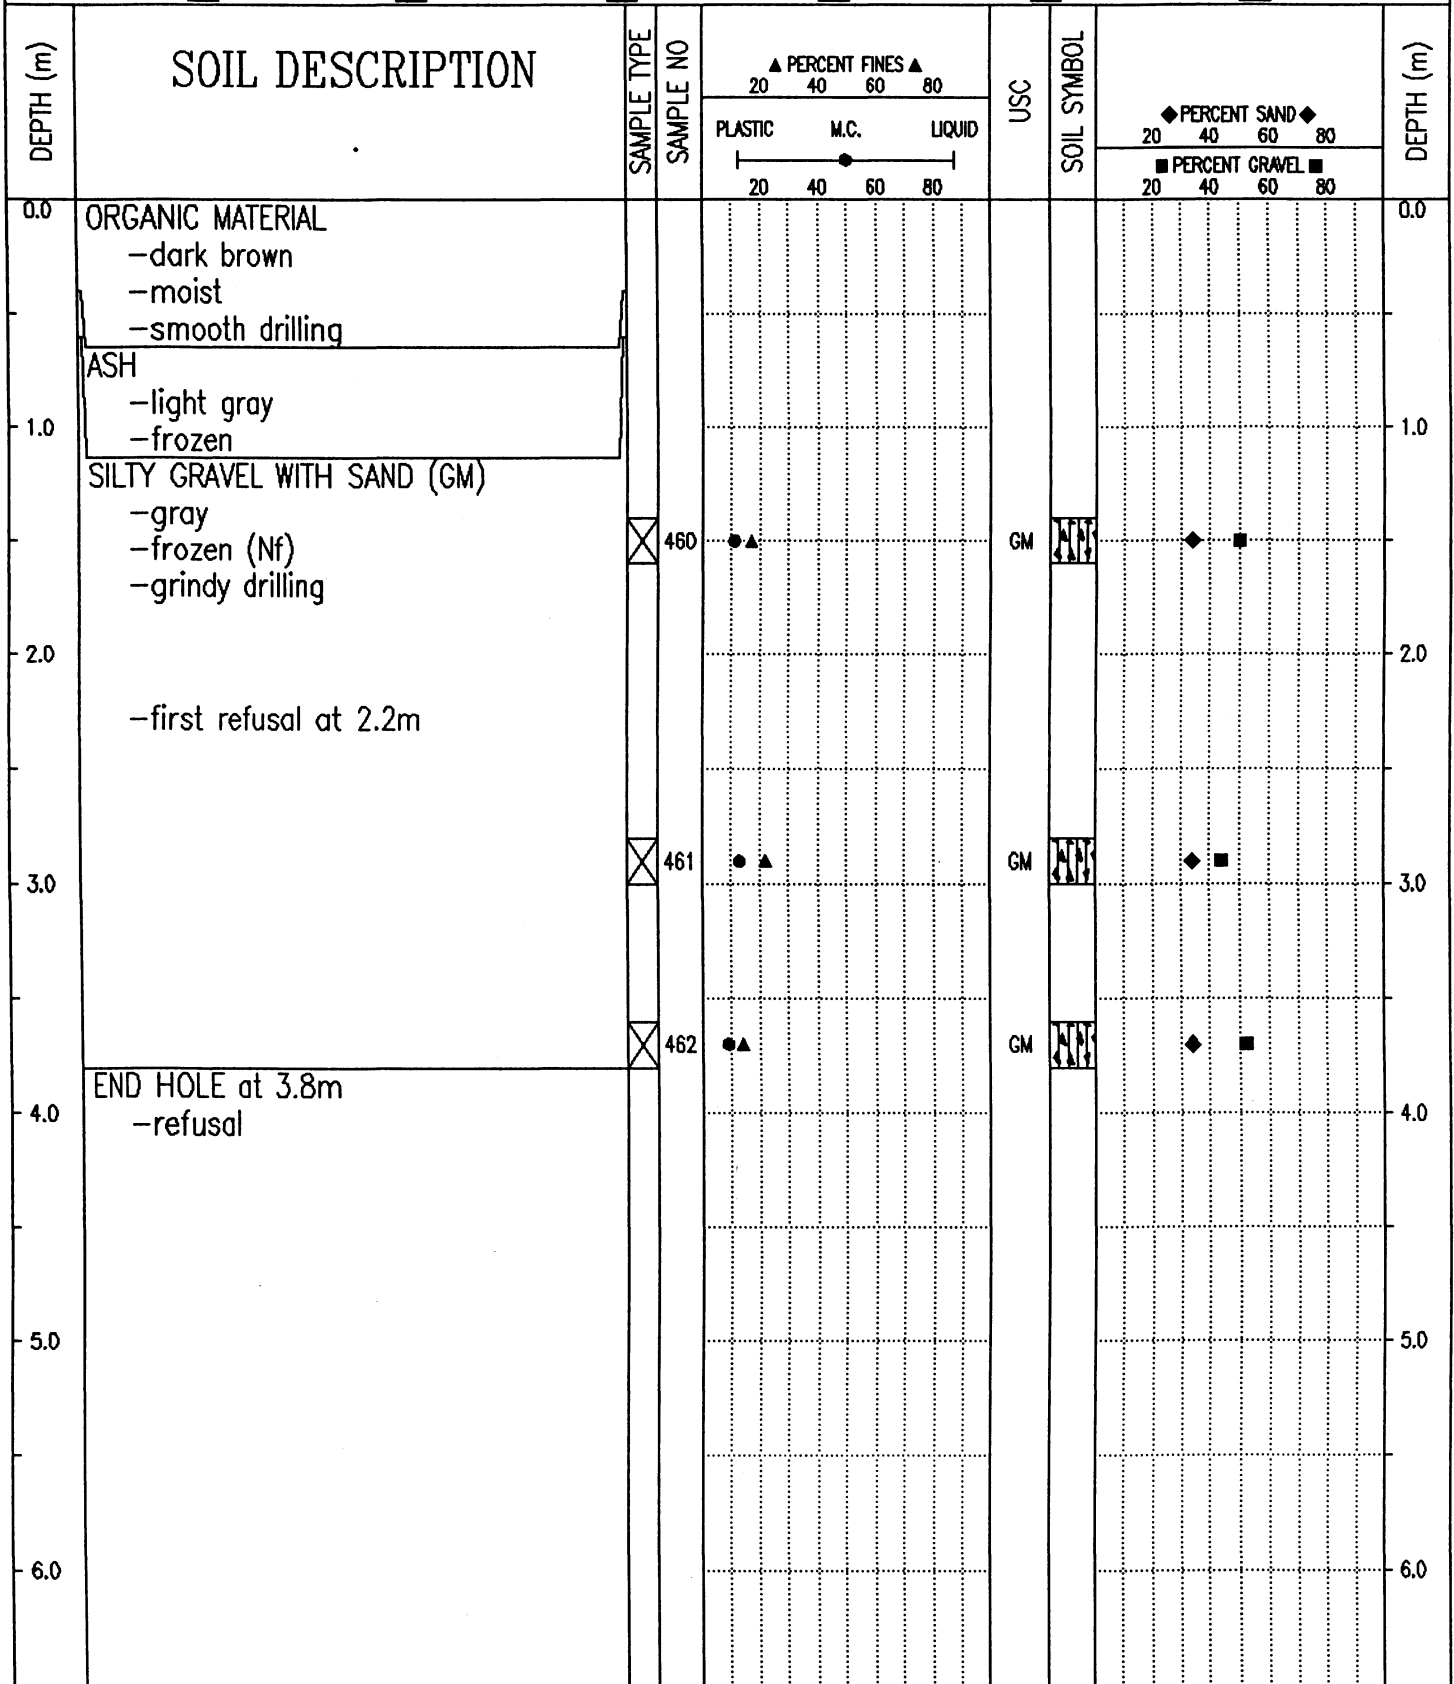 DEPTH (m)
SOIL DESCRIPTION
SAMPLE TYPE
SAMPLE NO
▲ PERCENT FINES ▲
20 40 60 80
PLASTIC M.C. LIQUID
20 40 60 80
USC
SOIL SYMBOL
◆ PERCENT SAND ◆
20 40 60 80
■ PERCENT GRAVEL ■
20 40 60 80
DEPTH (m)
0.0 ORGANIC MATERIAL 0.0
-dark brown
-moist
-smooth drilling
ASH
-light gray
1.0 -frozen 1.0
SILTY GRAVEL WITH SAND (GM)
-gray
-frozen (Nf) 460 GM
-grindy drilling
2.0 2.0
-first refusal at 2.2m
461 GM
3.0 3.0
462 GM
END HOLE at 3.8m
4.0 4.0
-refusal
5.0 5.0
6.0 6.0